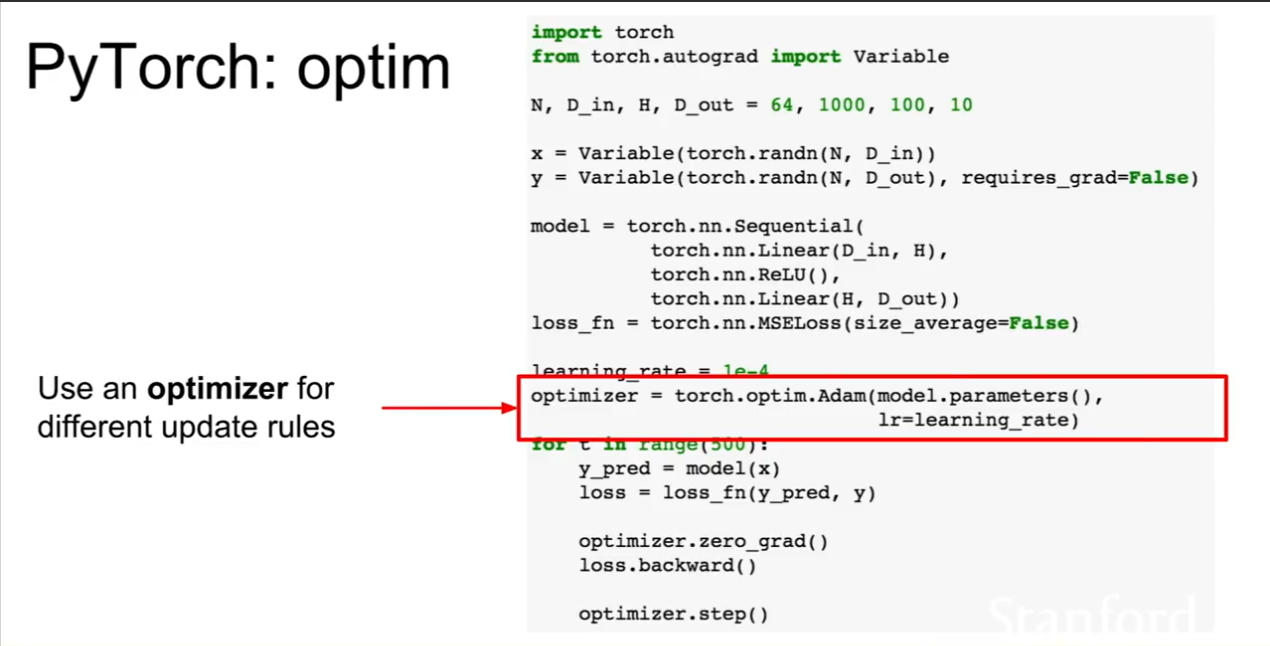 PyTorch: optim
import torch
from torch.autograd import Variable
N, D_in, H, D_out = 64, 1000, 100, 10
x = Variable(torch.randn(N, D_in))
y = Variable(torch.randn(N, D_out), requires_grad=False)
model = torch.nn.Sequential(
torch.nn.Linear(D_in, H),
torch.nn.ReLU(),
torch.nn.Linear(H, D_out))
loss_fn = torch.nn.MSELoss(size_average=False)
learning_rate = 1e-4
Use an optimizer for
different update rules
optimizer = torch.optim.Adam(model.parameters(),
lr=learning_rate)
for t in range(500):
y_pred = model(x)
loss = loss_fn(y_pred, y)
optimizer.zero_grad()
loss.backward()
optimizer.step()
Stanford